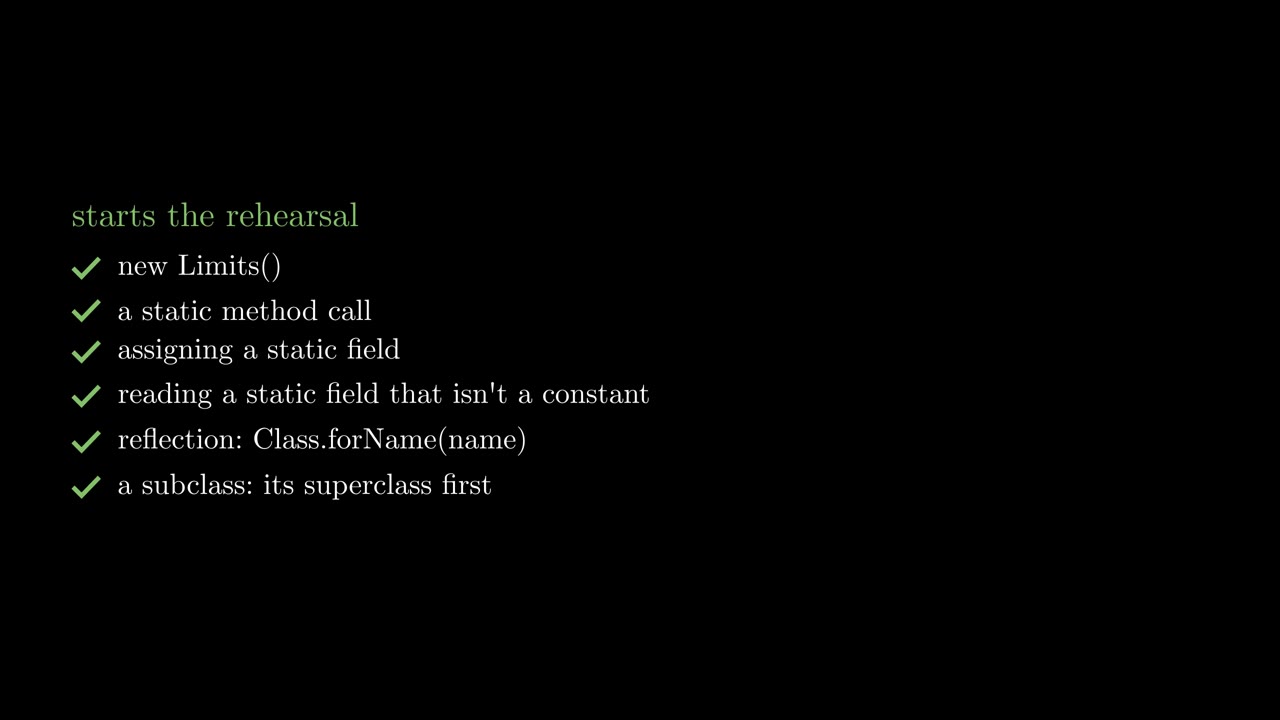 starts the rehearsal
new Limits()
a static method call
assigning a static field
reading a static field that isn't a constant
reflection: Class.forName(name)
a subclass: its superclass first